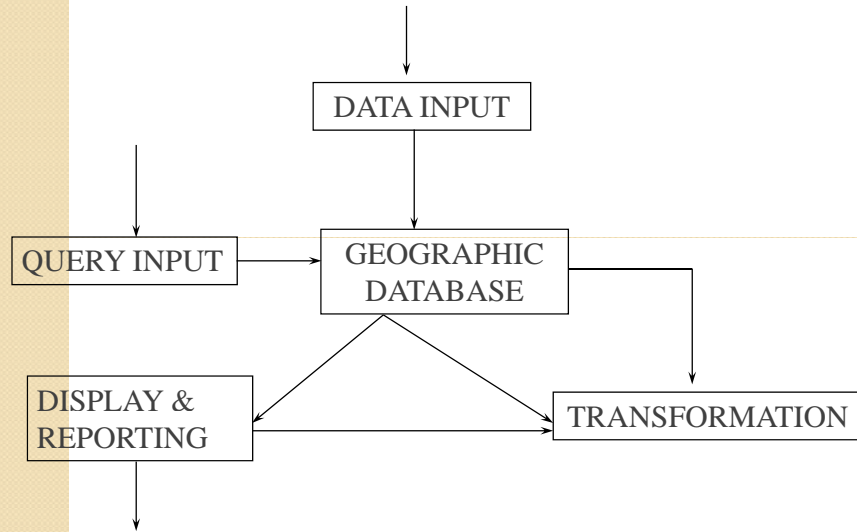 DATA INPUT
QUERY INPUT
GEOGRAPHIC
DATABASE
DISPLAY &
REPORTING
TRANSFORMATION